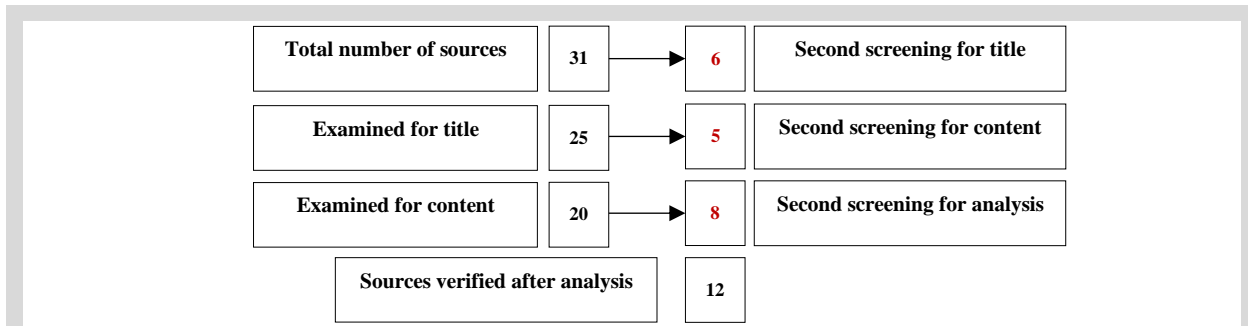 Total number of sources 31 6 Second screening for title
Examined for title 25 5 Second screening for content
Examined for content 20 8 Second screening for analysis
Sources verified after analysis 12